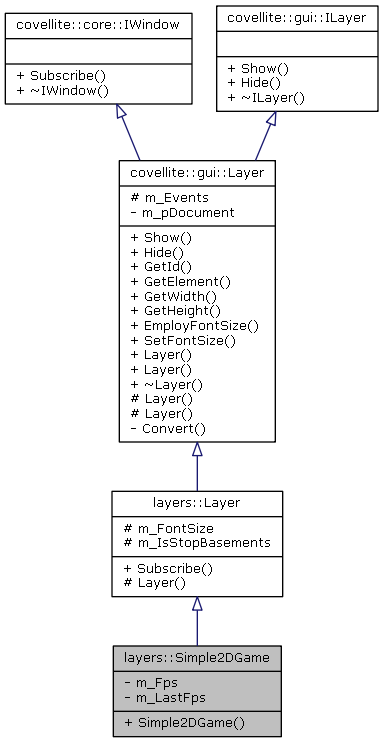 covellite::core::IWindow
+ Subscribe()
+ ~IWindow()
covellite::gui::ILayer
+ Show()
+ Hide()
+ ~ILayer()
covellite::gui::Layer
# m_Events
- m_pDocument
+ Show()
+ Hide()
+ GetId()
+ GetElement()
+ GetWidth()
+ GetHeight()
+ EmployFontSize()
+ SetFontSize()
+ Layer()
+ Layer()
+ ~Layer()
# Layer()
# Layer()
- Convert()
layers::Layer
# m_FontSize
# m_IsStopBasements
+ Subscribe()
# Layer()
layers::Simple2DGame
- m_Fps
- m_LastFps
+ Simple2DGame()